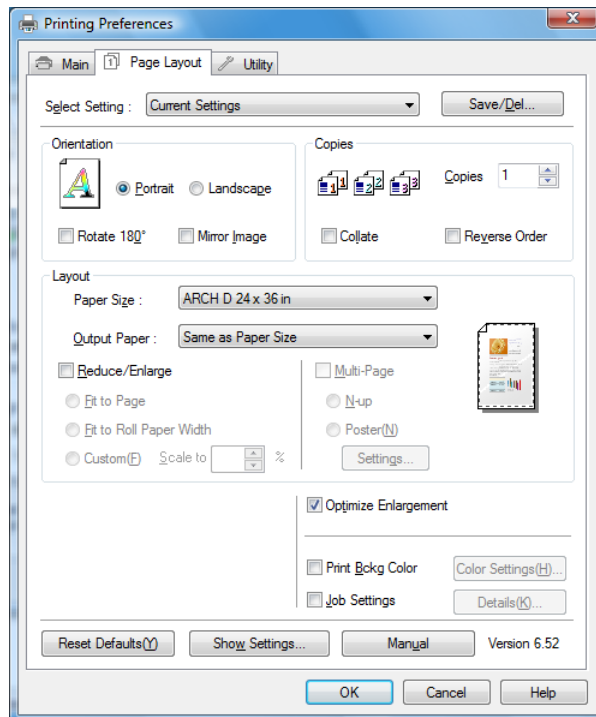 Printing Preferences
Main Page Layout Utility
Select Setting : Current Settings Save/Del...
Orientation Copies
Portrait Landscape Copies 1
Rotate 180° Mirror Image Collate Reverse Order
Layout
Paper Size : ARCH D 24 x 36 in
Output Paper : Same as Paper Size
Reduce/Enlarge Multi-Page
Fit to Page N-up
Fit to Roll Paper Width Poster(N)
Custom(F) Scale to % Settings...
Optimize Enlargement
Print Bckg Color Color Settings(H)...
Job Settings Details(K)...
Reset Defaults(Y) Show Settings... Manual Version 6.52
OK Cancel Help